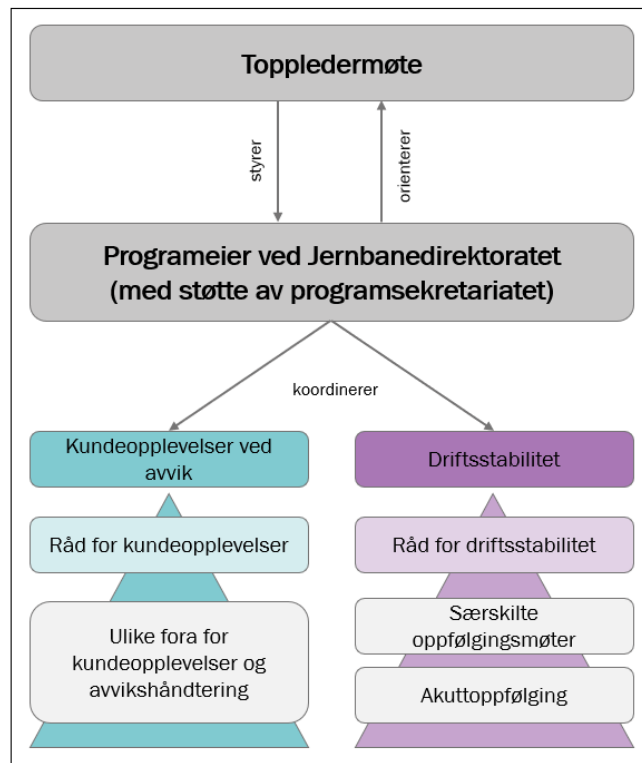 Toppledermøte
styrer
orienterer
Programeier ved Jernbanedirektoratet
(med støtte av programsekretariatet)
koordinerer
Kundeopplevelser ved
avvik
Råd for kundeopplevelser
Ulike fora for
kundeopplevelser og
avvikshåndtering
Driftsstabilitet
Råd for driftsstabilitet
Særskilte
oppfølgingsmøter
Akuttoppfølging